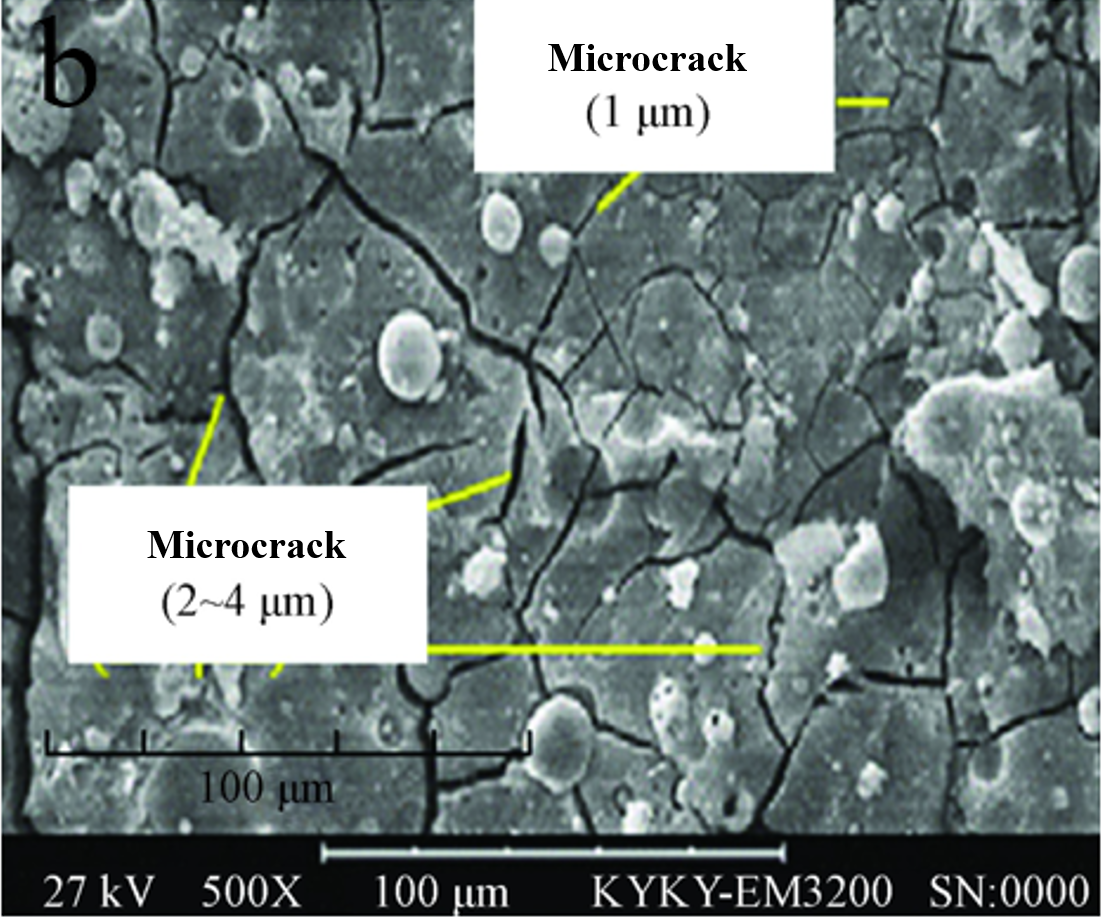 b
Microcrack
(1 μm)
Microcrack
(2~4 μm)
100 μm
27 kV 500X 100 μm KYKY-EM3200 SN:0000